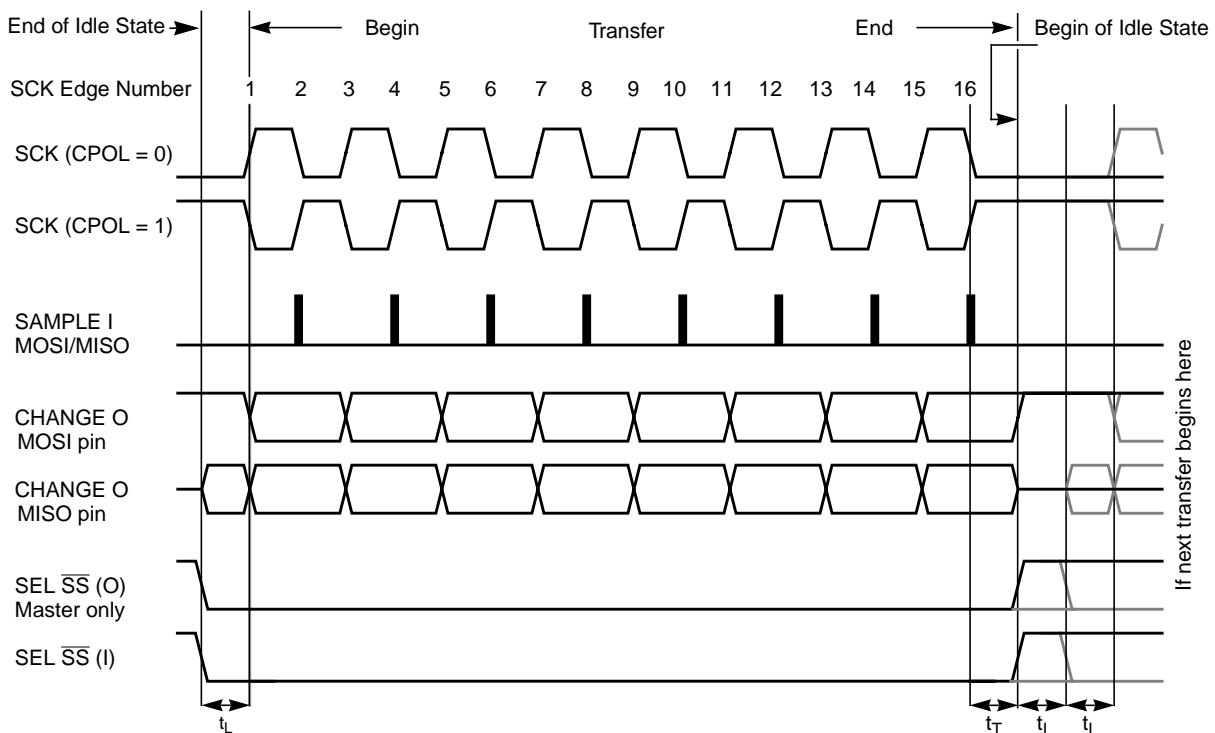 End of Idle State Begin Transfer End Begin of Idle State
SCK Edge Number 1 2 3 4 5 6 7 8 9 10 11 12 13 14 15 16
SCK (CPOL = 0)
SCK (CPOL = 1)
SAMPLE I
MOSI/MISO
CHANGE O
MOSI pin
CHANGE O
MISO pin
SEL S̅S̅ (O)
Master only
SEL S̅S̅ (I)
tL tT tI tL
If next transfer begins here